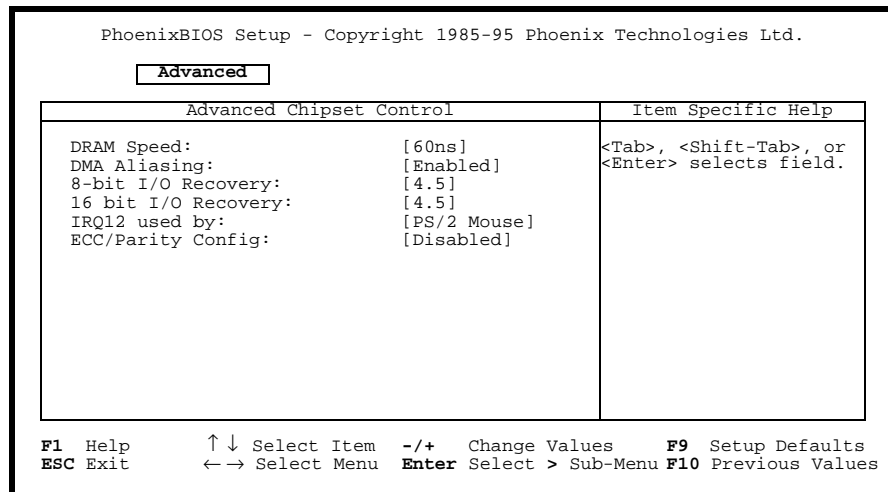 PhoenixBIOS Setup - Copyright 1985-95 Phoenix Technologies Ltd.
Advanced
Advanced Chipset Control
Item Specific Help
DRAM Speed: [60ns]
DMA Aliasing: [Enabled]
8-bit I/O Recovery: [4.5]
16 bit I/O Recovery: [4.5]
IRQ12 used by: [PS/2 Mouse]
ECC/Parity Config: [Disabled]
<Tab>, <Shift-Tab>, or
<Enter> selects field.
F1 Help ↑↓ Select Item -/+ Change Values F9 Setup Defaults
ESC Exit ←→ Select Menu Enter Select > Sub-Menu F10 Previous Values